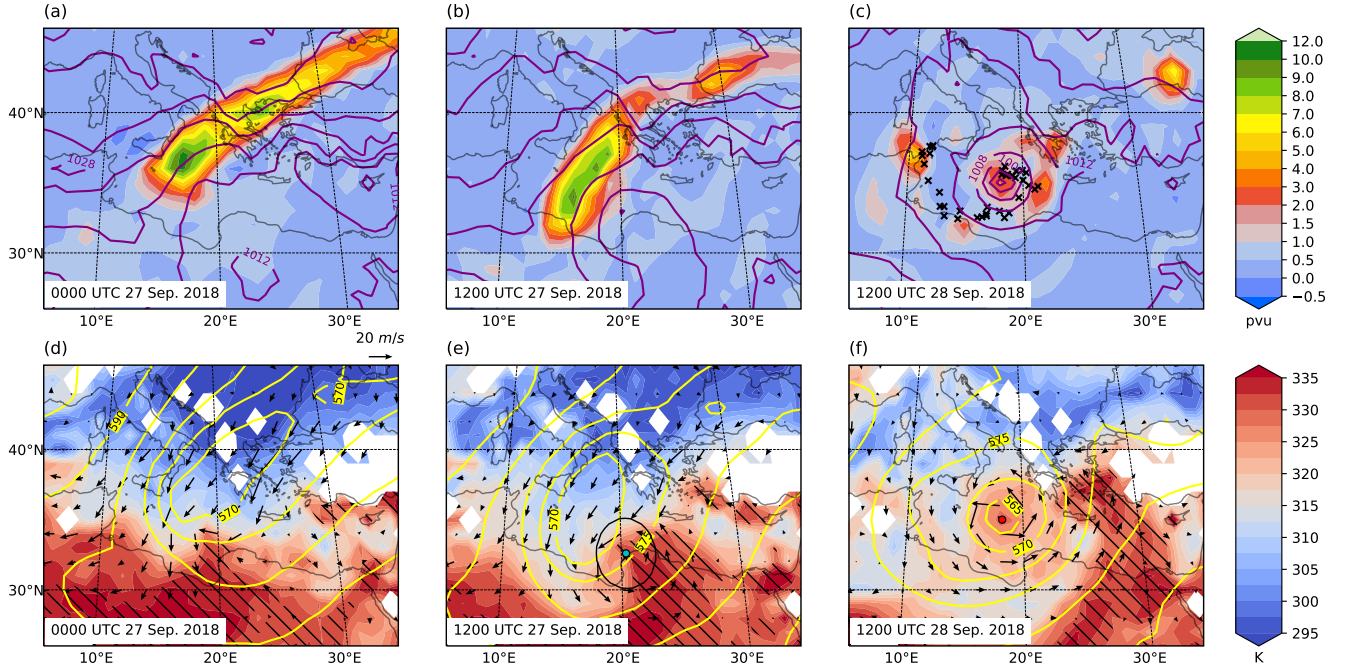 (a)
(b)
(c)
40°N
30°N
1028
1012
1012
0000 UTC 27 Sep. 2018
10°E
20°E
30°E
1200 UTC 27 Sep. 2018
10°E
20°E
30°E
1008
1012
1200 UTC 28 Sep. 2018
10°E
20°E
30°E
12.0
10.0
9.0
8.0
7.0
6.0
5.0
4.0
3.0
2.0
1.5
1.0
0.0
−0.5
pvu
20 m/s
(d)
(e)
(f)
40°N
30°N
590
570
570
0000 UTC 27 Sep. 2018
10°E
20°E
30°E
570
575
1200 UTC 27 Sep. 2018
10°E
20°E
30°E
575
565
570
1200 UTC 28 Sep. 2018
10°E
20°E
30°E
335
330
325
320
315
310
305
300
295
K